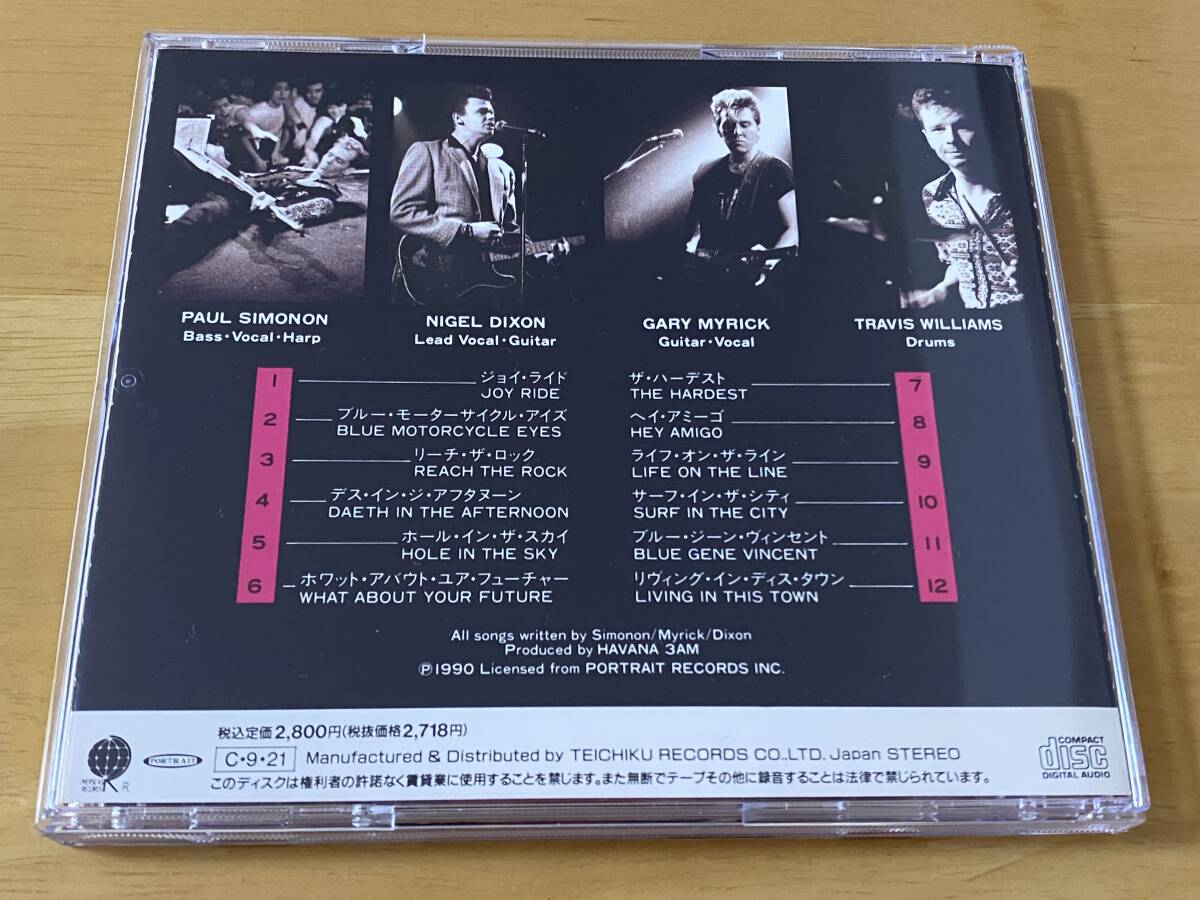 PAUL SIMONON
Bass・Vocal・Harp
NIGEL DIXON
Lead Vocal・Guitar
GARY MYRICK
Guitar・Vocal
TRAVIS WILLIAMS
Drums
1 ジョイ・ライド
JOY RIDE
2 ブルー・モーターサイクル・アイズ
BLUE MOTORCYCLE EYES
3 リーチ・ザ・ロック
REACH THE ROCK
4 デス・イン・ジ・アフタヌーン
DAETH IN THE AFTERNOON
5 ホール・イン・ザ・スカイ
HOLE IN THE SKY
6 ホワット・アバウト・ユア・フューチャー
WHAT ABOUT YOUR FUTURE
ザ・ハーデスト 7
THE HARDEST
ヘイ・アミーゴ 8
HEY AMIGO
ライフ・オン・ザ・ライン 9
LIFE ON THE LINE
サーフ・イン・ザ・シティ 10
SURF IN THE CITY
ブルー・ジーン・ヴィンセント 11
BLUE GENE VINCENT
リヴィング・イン・ディス・タウン 12
LIVING IN THIS TOWN
All songs written by Simonon/Myrick/Dixon
Produced by HAVANA 3AM
Ⓟ1990 Licensed from PORTRAIT RECORDS INC.
税込定価2,800円(税抜価格2,718円)
PORTRAIT
C・9・21 Manufactured & Distributed by TEICHIKU RECORDS CO.,LTD. Japan STEREO
このディスクは権利者の許諾なく賃貸業に使用することを禁じます。また無断でテープその他に録音することは法律で禁じられています。
COMPACT
disc
DIGITAL AUDIO